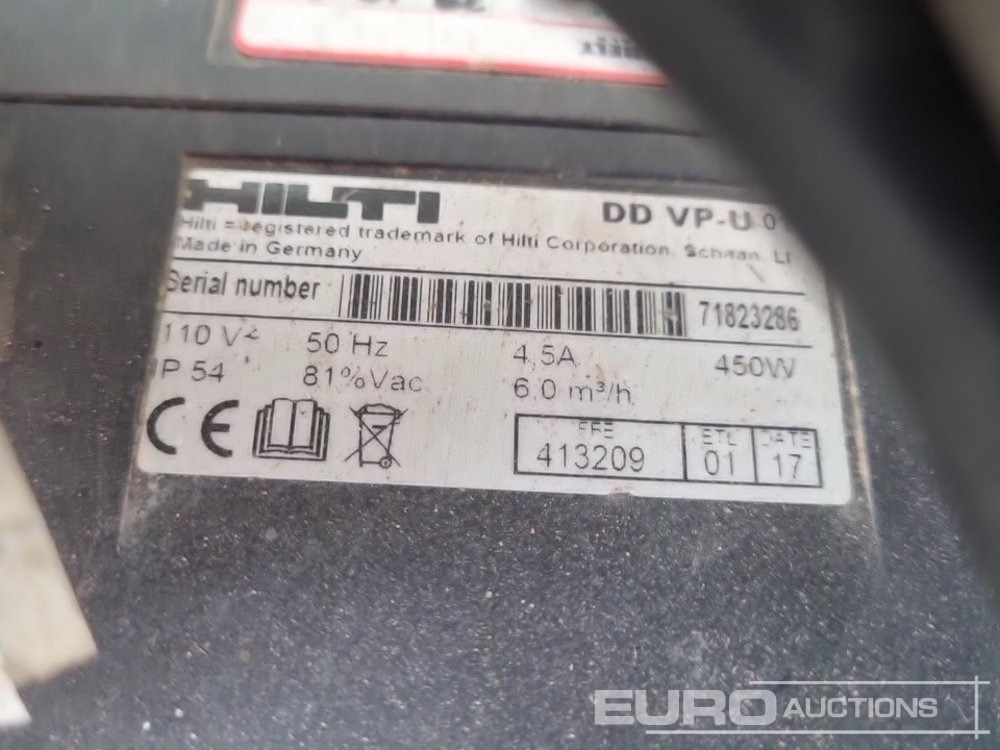 HILTI DD VP-U 01
Hilti = registered trademark of Hilti Corporation, Schaan, LI
Made in Germany
Serial number 71823286
110 V~ 50 Hz 4,5A 450W
IP 54 81%Vac 6.0 m³/h
CE
ETL DATE
413209 01 17
EURO AUCTIONS